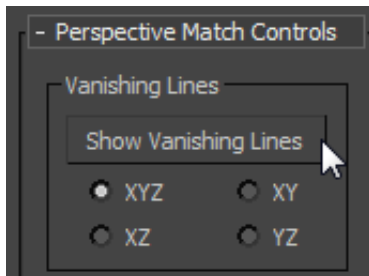 - Perspective Match Controls
Vanishing Lines
Show Vanishing Lines
XYZ XY
XZ YZ